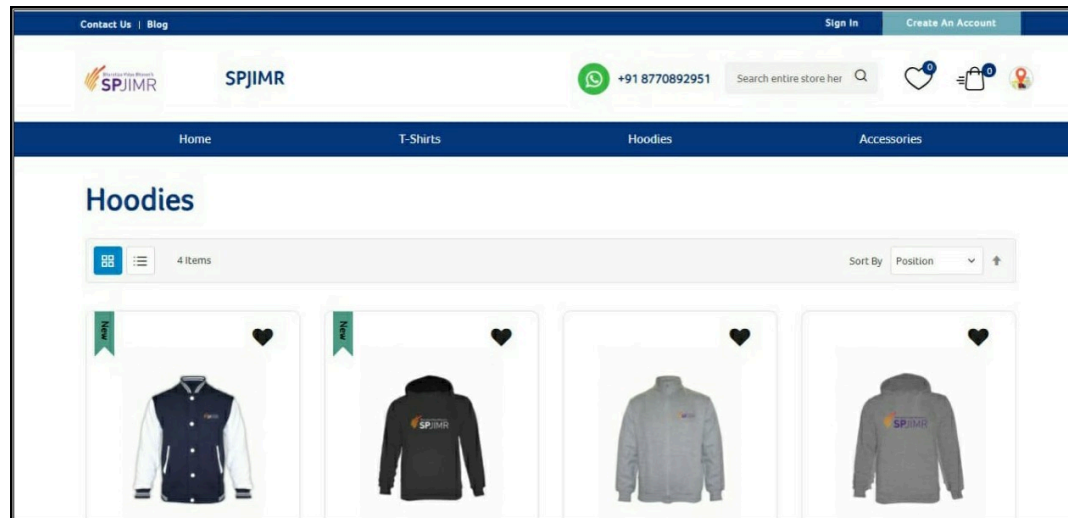 Contact Us | Blog
Sign In
Create An Account
SPJIMR
SPJIMR
+91 8770892951
Search entire store her
0
0
Home
T-Shirts
Hoodies
Accessories
Hoodies
4 Items
Sort By
Position
New
New
SPJIMR
SPJIMR